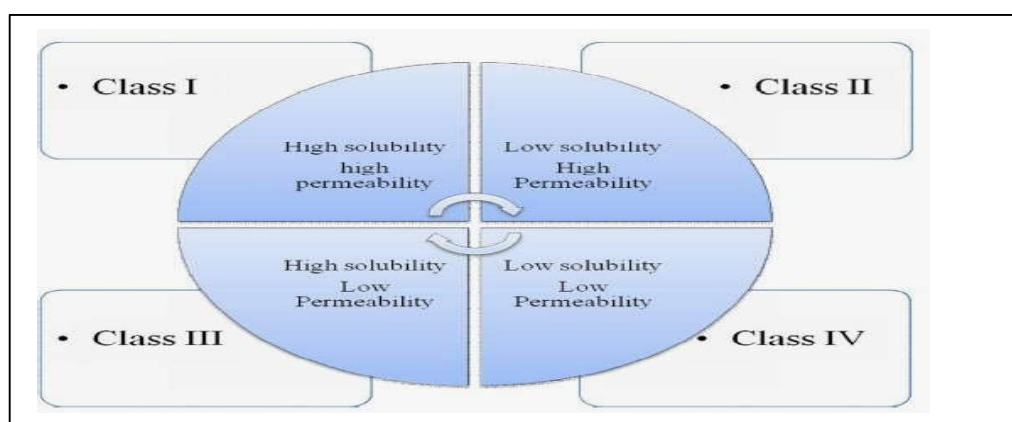 • Class I
• Class II
High solubility
high
permeability
Low solubility
High
Permeability
High solubility
Low
Permeability
Low solubility
Low
Permeability
• Class III
• Class IV